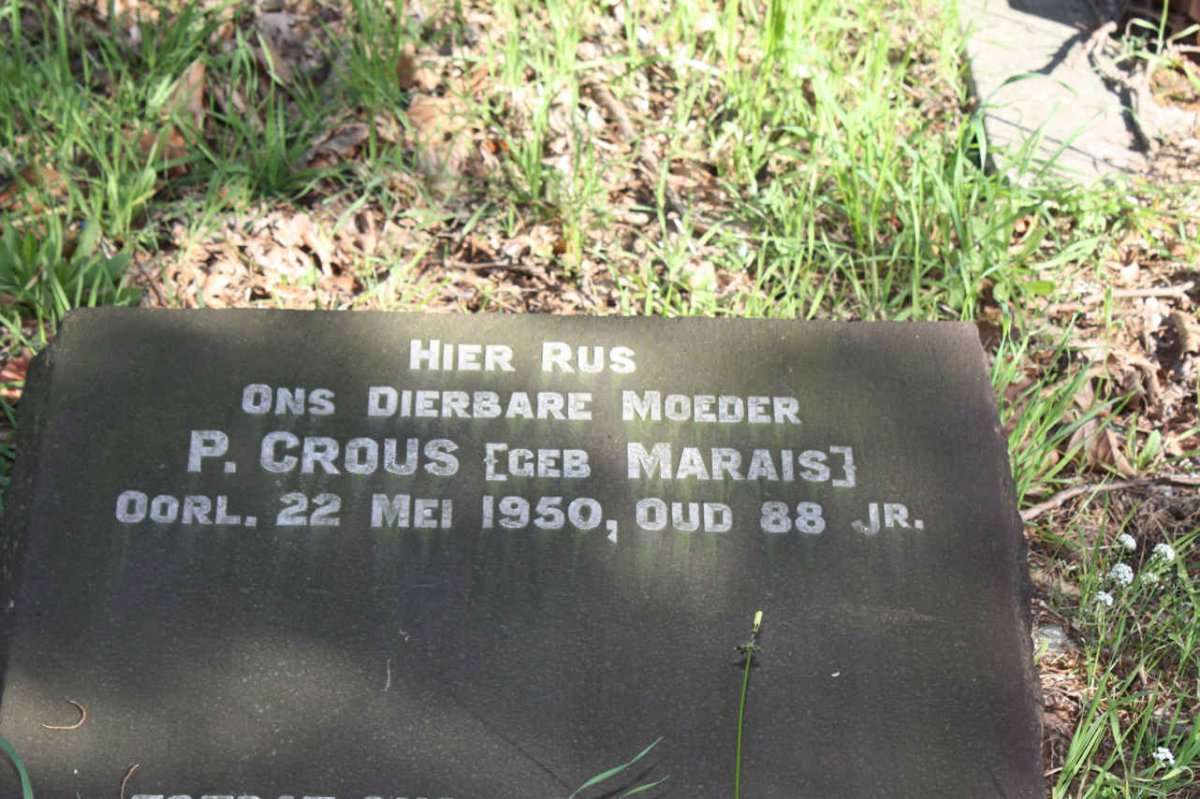 HIER RUS
ONS DIERBARE MOEDER
P. CROUS [GEB MARAIS]
OORL. 22 MEI 1950, OUD 88 JR.